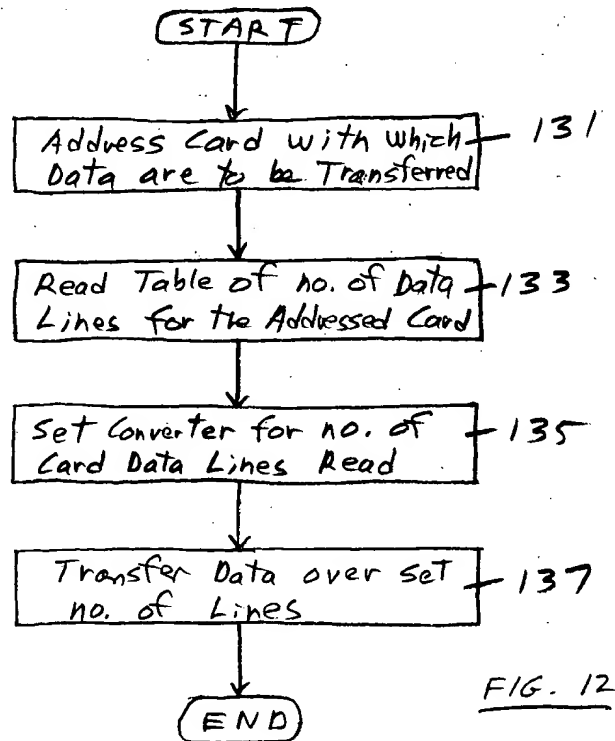 START
Address Card with which
Data are to be Transferred
131
Read Table of no. of Data
Lines for the Addressed Card
133
Set Converter for no. of
Card Data Lines Read
135
Transfer Data over set
no. of Lines
137
END
FIG. 12